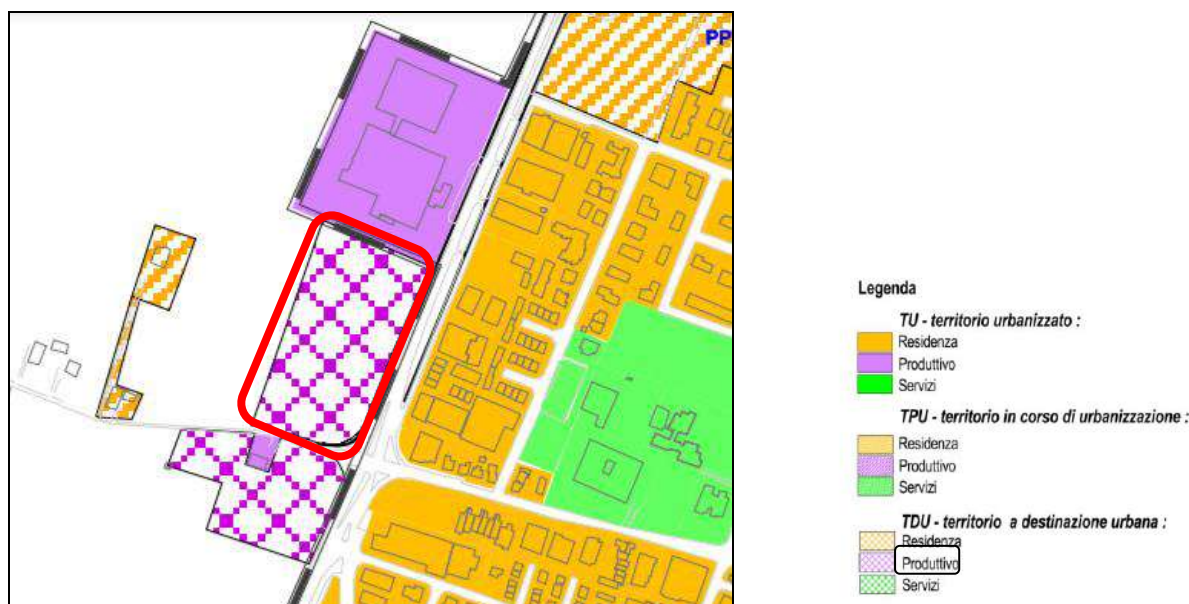 PP
Legenda
TU - territorio urbanizzato :
Residenza
Produttivo
Servizi
TPU - territorio in corso di urbanizzazione :
Residenza
Produttivo
Servizi
TDU - territorio a destinazione urbana :
Residenza
Produttivo
Servizi